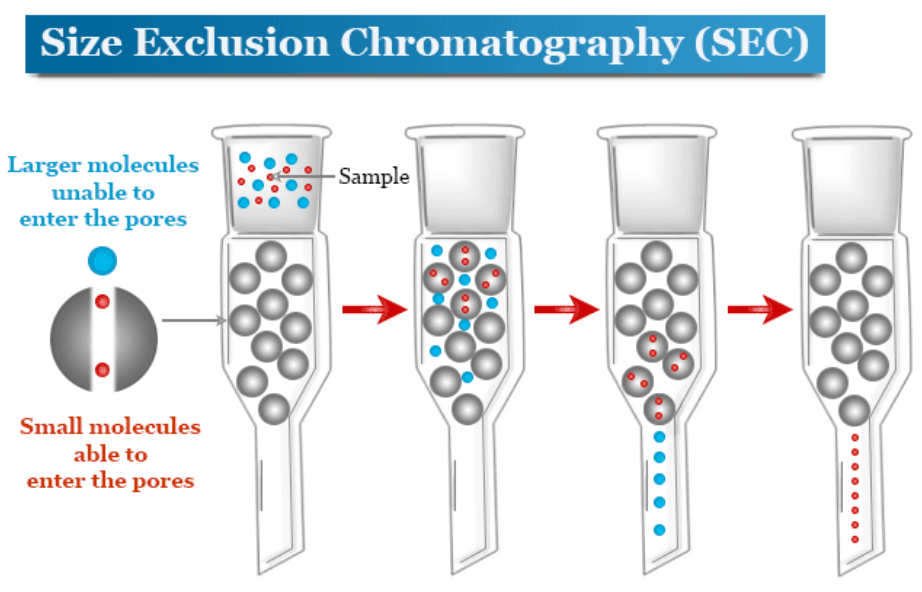 Size Exclusion Chromatography (SEC)
Larger molecules
unable to
enter the pores
Sample
Small molecules
able to
enter the pores